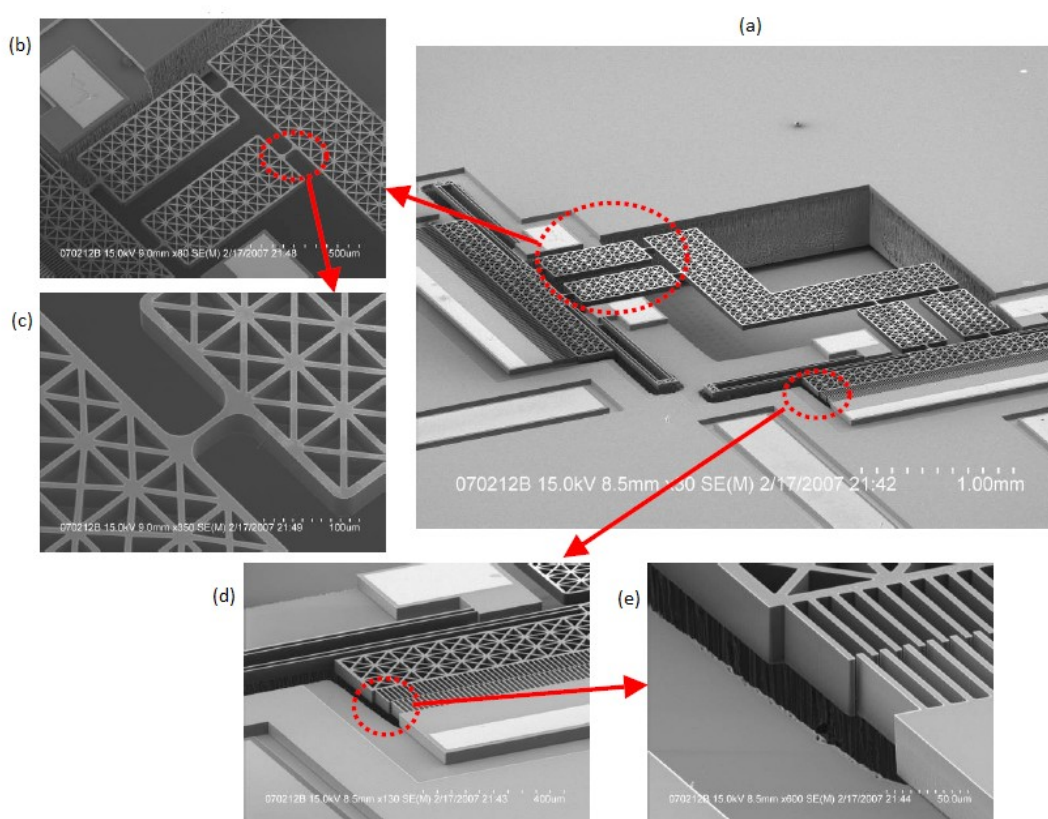 (a)
070212B 15.0kV 8.5mm x30 SE(M) 2/17/2007 21:42 1.00mm
(b)
070212B 15.0kV 9.0mm x80 SE(M) 2/17/2007 21:48 500um
(c)
070212B 15.0kV 9.0mm x350 SE(M) 2/17/2007 21:49 100um
(d)
070212B 15.0kV 8.5mm x130 SE(M) 2/17/2007 21:43 400um
(e)
070212B 15.0kV 8.5mm x600 SE(M) 2/17/2007 21:44 50.0um